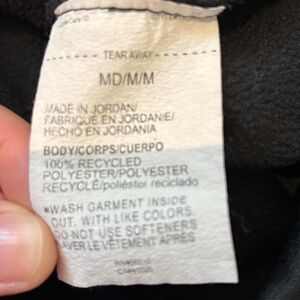 - - - TEAR AWAY - - -
MD/M/M
MADE IN JORDAN/
FABRIQUE EN JORDANIE/
HECHO EN JORDANIA
BODY/CORPS/CUERPO
100% RECYCLED
POLYESTER/POLYESTER
RECYCLÉ/poliéster reciclado
*WASH GARMENT INSIDE
OUT. WITH LIKE COLORS.
DO NOT USE SOFTENERS
LAVER LE VÊTEMENT APRÈS